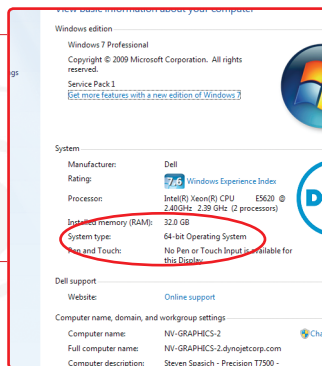 View basic information about your computer
Windows edition
Windows 7 Professional
Copyright © 2009 Microsoft Corporation. All rights
reserved.
Service Pack 1
Get more features with a new edition of Windows 7
System
Manufacturer: Dell
Rating: 7.6 Windows Experience Index
Processor: Intel(R) Xeon(R) CPU E5620 @
2.40GHz 2.39 GHz (2 processors)
Installed memory (RAM): 32.0 GB
System type: 64-bit Operating System
Pen and Touch: No Pen or Touch Input is available for
this Display
Dell support
Website: Online support
Computer name, domain, and workgroup settings
Computer name: NV-GRAPHICS-2
Full computer name: NV-GRAPHICS-2.dynojetcorp.com
Computer description: Steven Spasich - Precision T7500 -